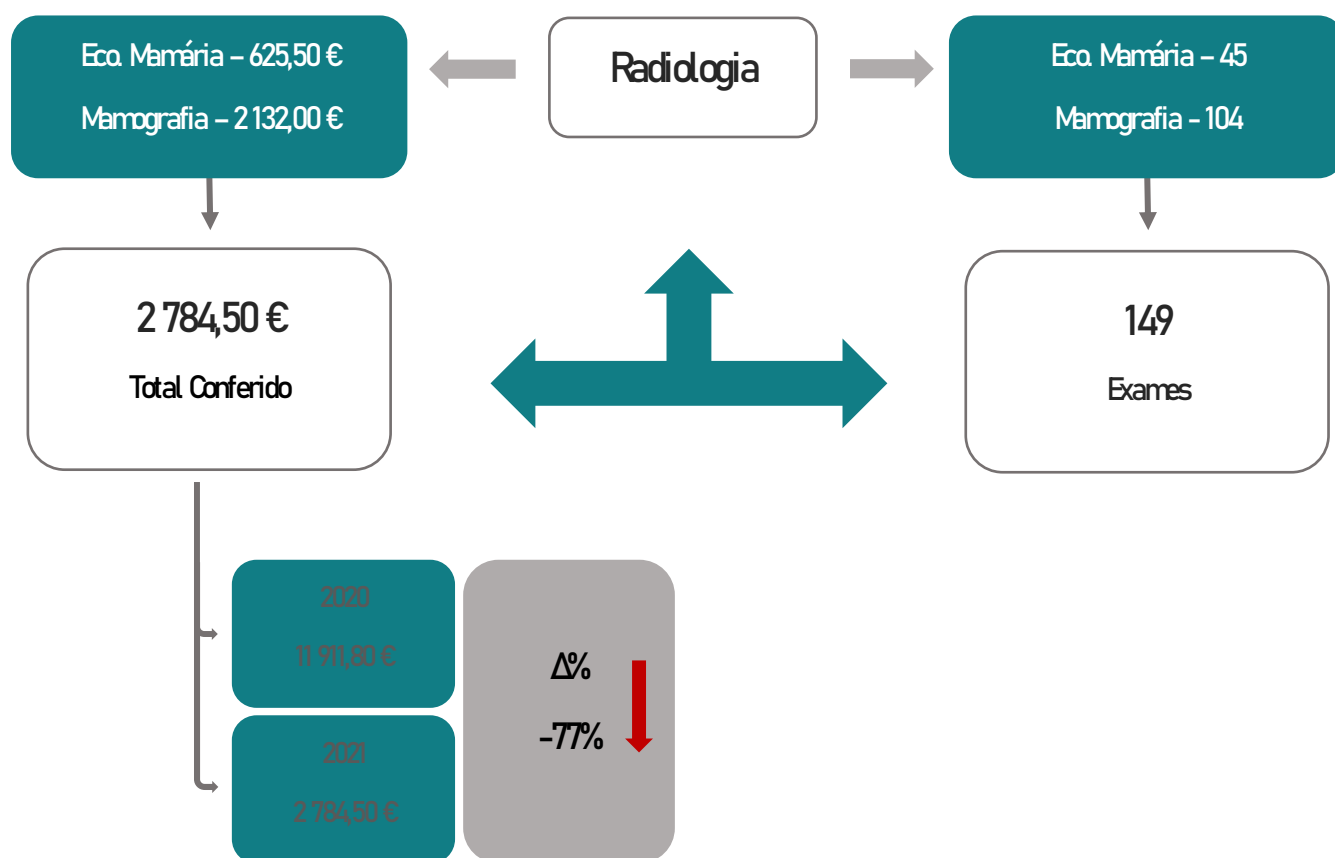 Radiologia
Eco. Mamária – 625,50 €
Mamografia – 2 132,00 €
Eco. Mamária – 45
Mamografia - 104
2 784,50 €
Total Conferido
149
Exames
2020
11 911,80 €
2021
2 784,50 €
Δ%
-77%